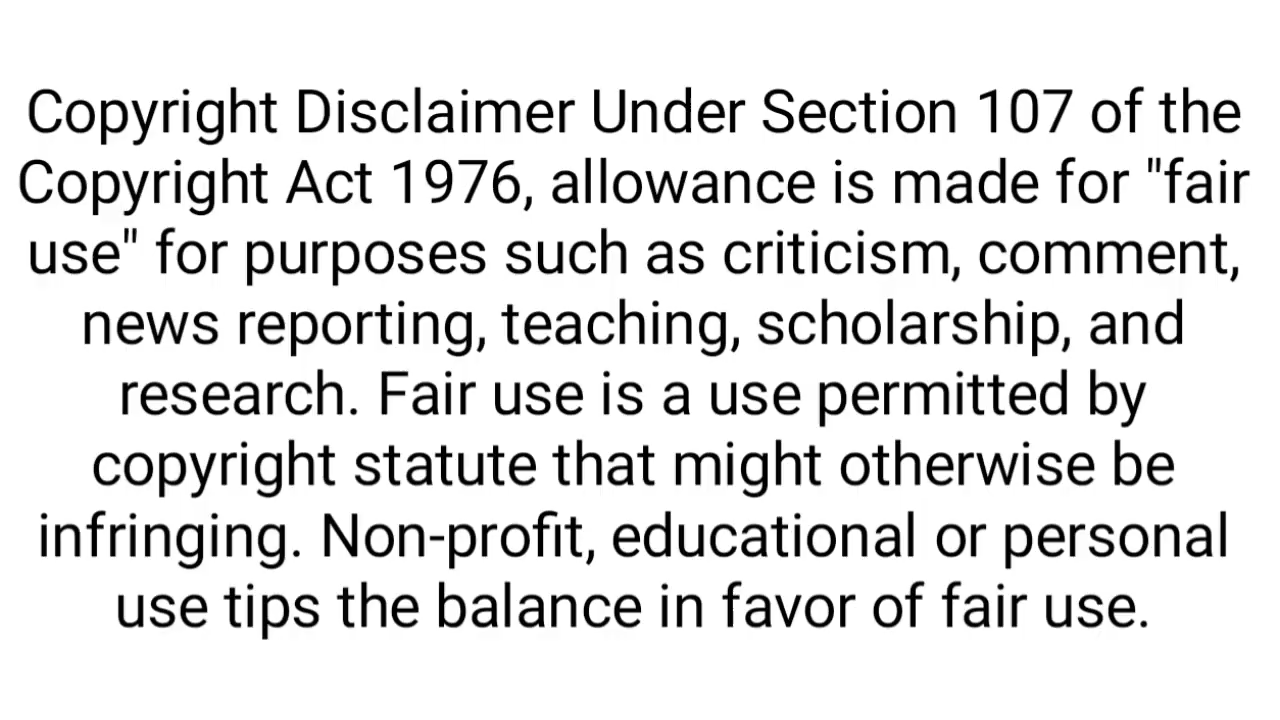 Copyright Disclaimer Under Section 107 of the
Copyright Act 1976, allowance is made for "fair
use" for purposes such as criticism, comment,
news reporting, teaching, scholarship, and
research. Fair use is a use permitted by
copyright statute that might otherwise be
infringing. Non-profit, educational or personal
use tips the balance in favor of fair use.